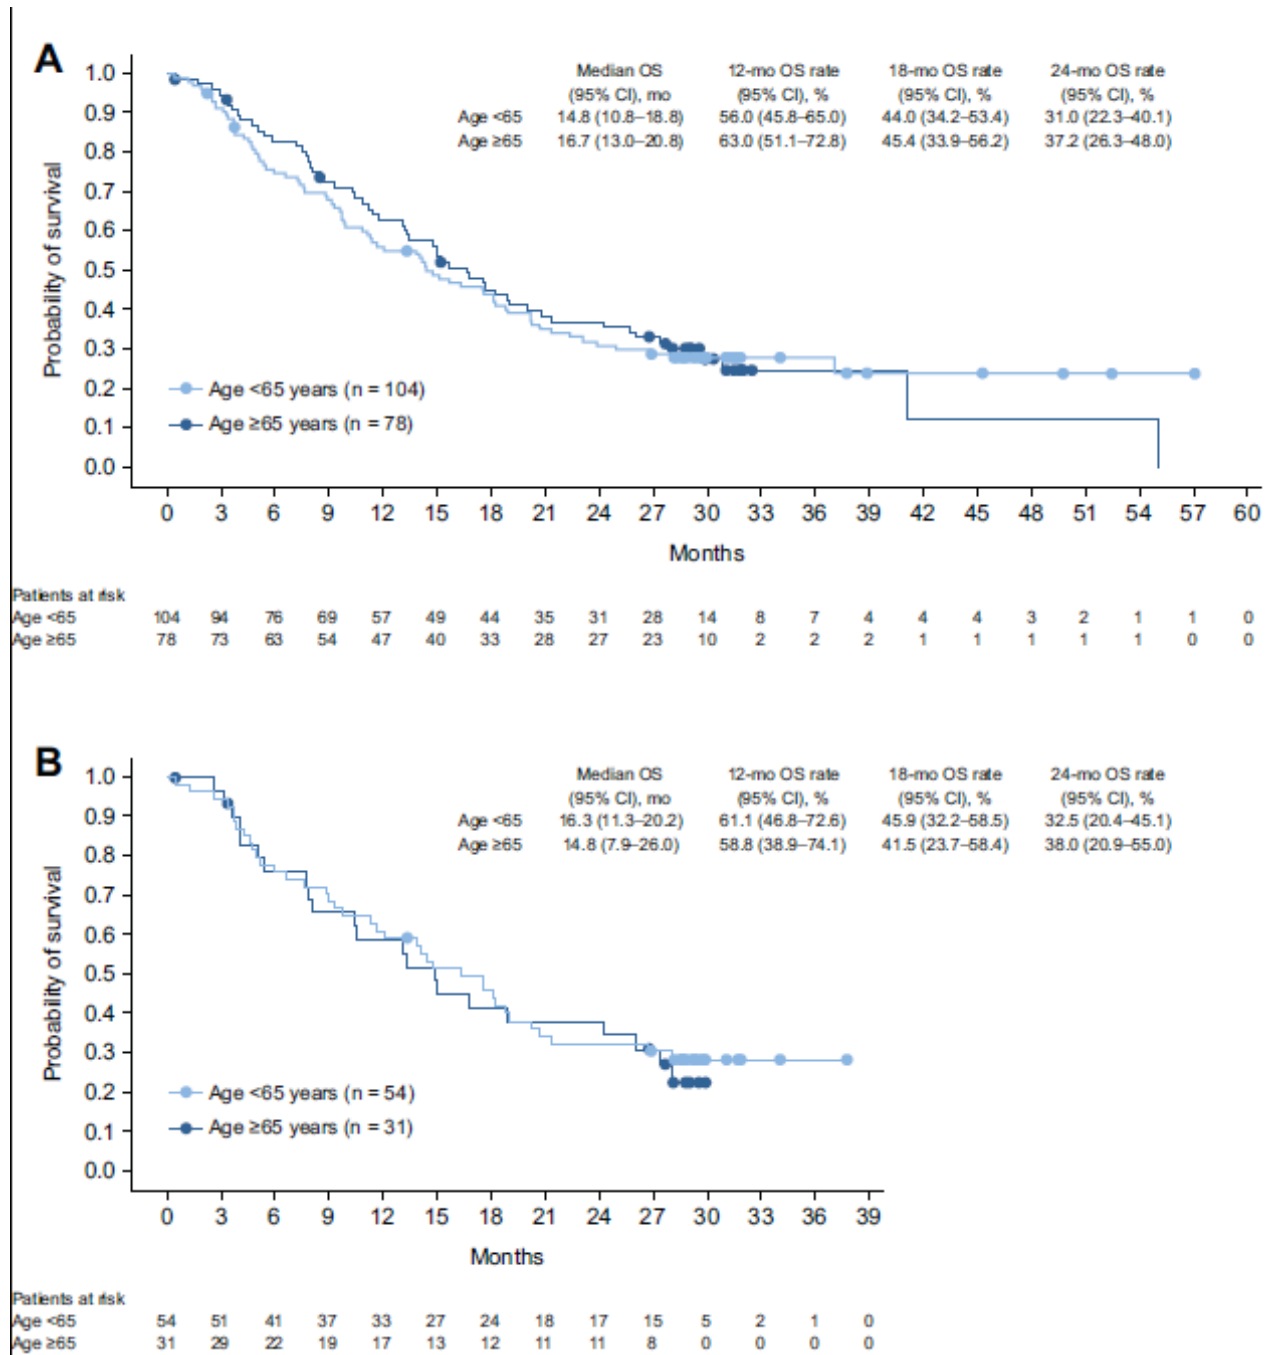 A
Median OS 12-mo OS rate 18-mo OS rate 24-mo OS rate
(95% CI), mo (95% CI), % (95% CI), % (95% CI), %
Age <65 14.8 (10.8–18.8) 56.0 (45.8–65.0) 44.0 (34.2–53.4) 31.0 (22.3–40.1)
Age ≥65 16.7 (13.0–20.8) 63.0 (51.1–72.8) 45.4 (33.9–56.2) 37.2 (26.3–48.0)
Probability of survival
1.0
0.9
0.8
0.7
0.6
0.5
0.4
0.3
0.2
0.1
0.0
Age <65 years (n = 104)
Age ≥65 years (n = 78)
0 3 6 9 12 15 18 21 24 27 30 33 36 39 42 45 48 51 54 57 60
Months
Patients at risk
Age <65 104 94 76 69 57 49 44 35 31 28 14 8 7 4 4 4 3 2 1 1 0
Age ≥65 78 73 63 54 47 40 33 28 27 23 10 2 2 2 1 1 1 1 1 0 0
B
Median OS 12-mo OS rate 18-mo OS rate 24-mo OS rate
(95% CI), mo (95% CI), % (95% CI), % (95% CI), %
Age <65 16.3 (11.3–20.2) 61.1 (46.8–72.6) 45.9 (32.2–58.5) 32.5 (20.4–45.1)
Age ≥65 14.8 (7.9–26.0) 58.8 (38.9–74.1) 41.5 (23.7–58.4) 38.0 (20.9–55.0)
Probability of survival
1.0
0.9
0.8
0.7
0.6
0.5
0.4
0.3
0.2
0.1
0.0
Age <65 years (n = 54)
Age ≥65 years (n = 31)
0 3 6 9 12 15 18 21 24 27 30 33 36 39
Months
Patients at risk
Age <65 54 51 41 37 33 27 24 18 17 15 5 2 1 0
Age ≥65 31 29 22 19 17 13 12 11 11 8 0 0 0 0